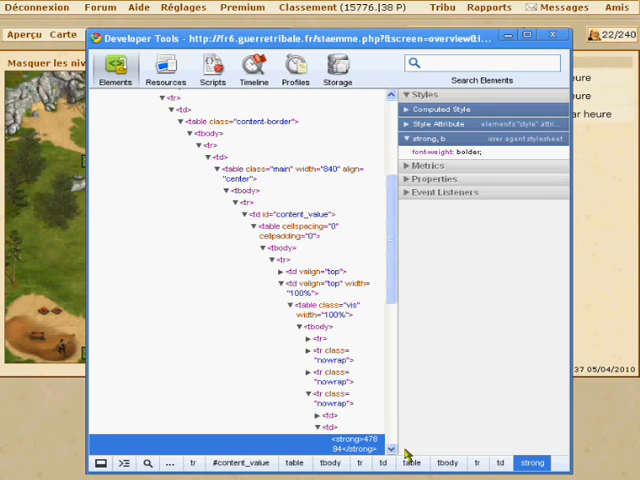 Déconnexion Forum Aide Réglages Premium Classement (15776.|38 P) Tribu Rapports Messages Amis
Aperçu Carte 22/240
Masquer les niv
Developer Tools - http://fr6.guerretribale.fr/staemme.php?&screen=overview&i...
Elements Resources Scripts Timeline Profiles Storage
Search Elements
<tr>
<td>
<table class="content-border">
<tbody>
<tr>
<td>
<table class="main" width="840" align=
"center">
<tbody>
<tr>
<td id="content_value">
<table cellspacing="0"
cellpadding="0">
<tbody>
<tr>
<td valign="top">
<td valign="top" width=
"100%">
<table class="vis"
width="100%">
<tbody>
<tr>
<tr class=
"nowrap">
<tr class=
"nowrap">
<tr class=
"nowrap">
<td>
<td>
<strong>478
94</strong>
Styles
Computed Style
Style Attribute element's "style" attri...
strong, b user agent stylesheet
font-weight: bolder;
Metrics
Properties
Event Listeners
eure
eure
ar heure
37 05/04/2010
... tr #content_value table tbody tr td table tbody tr td strong